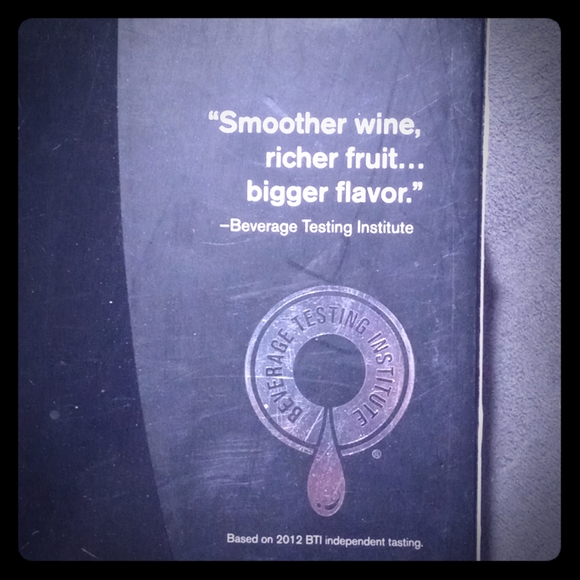 “Smoother wine,
richer fruit...
bigger flavor.”
–Beverage Testing Institute
BEVERAGE TESTING INSTITUTE
®
Based on 2012 BTI independent tasting.